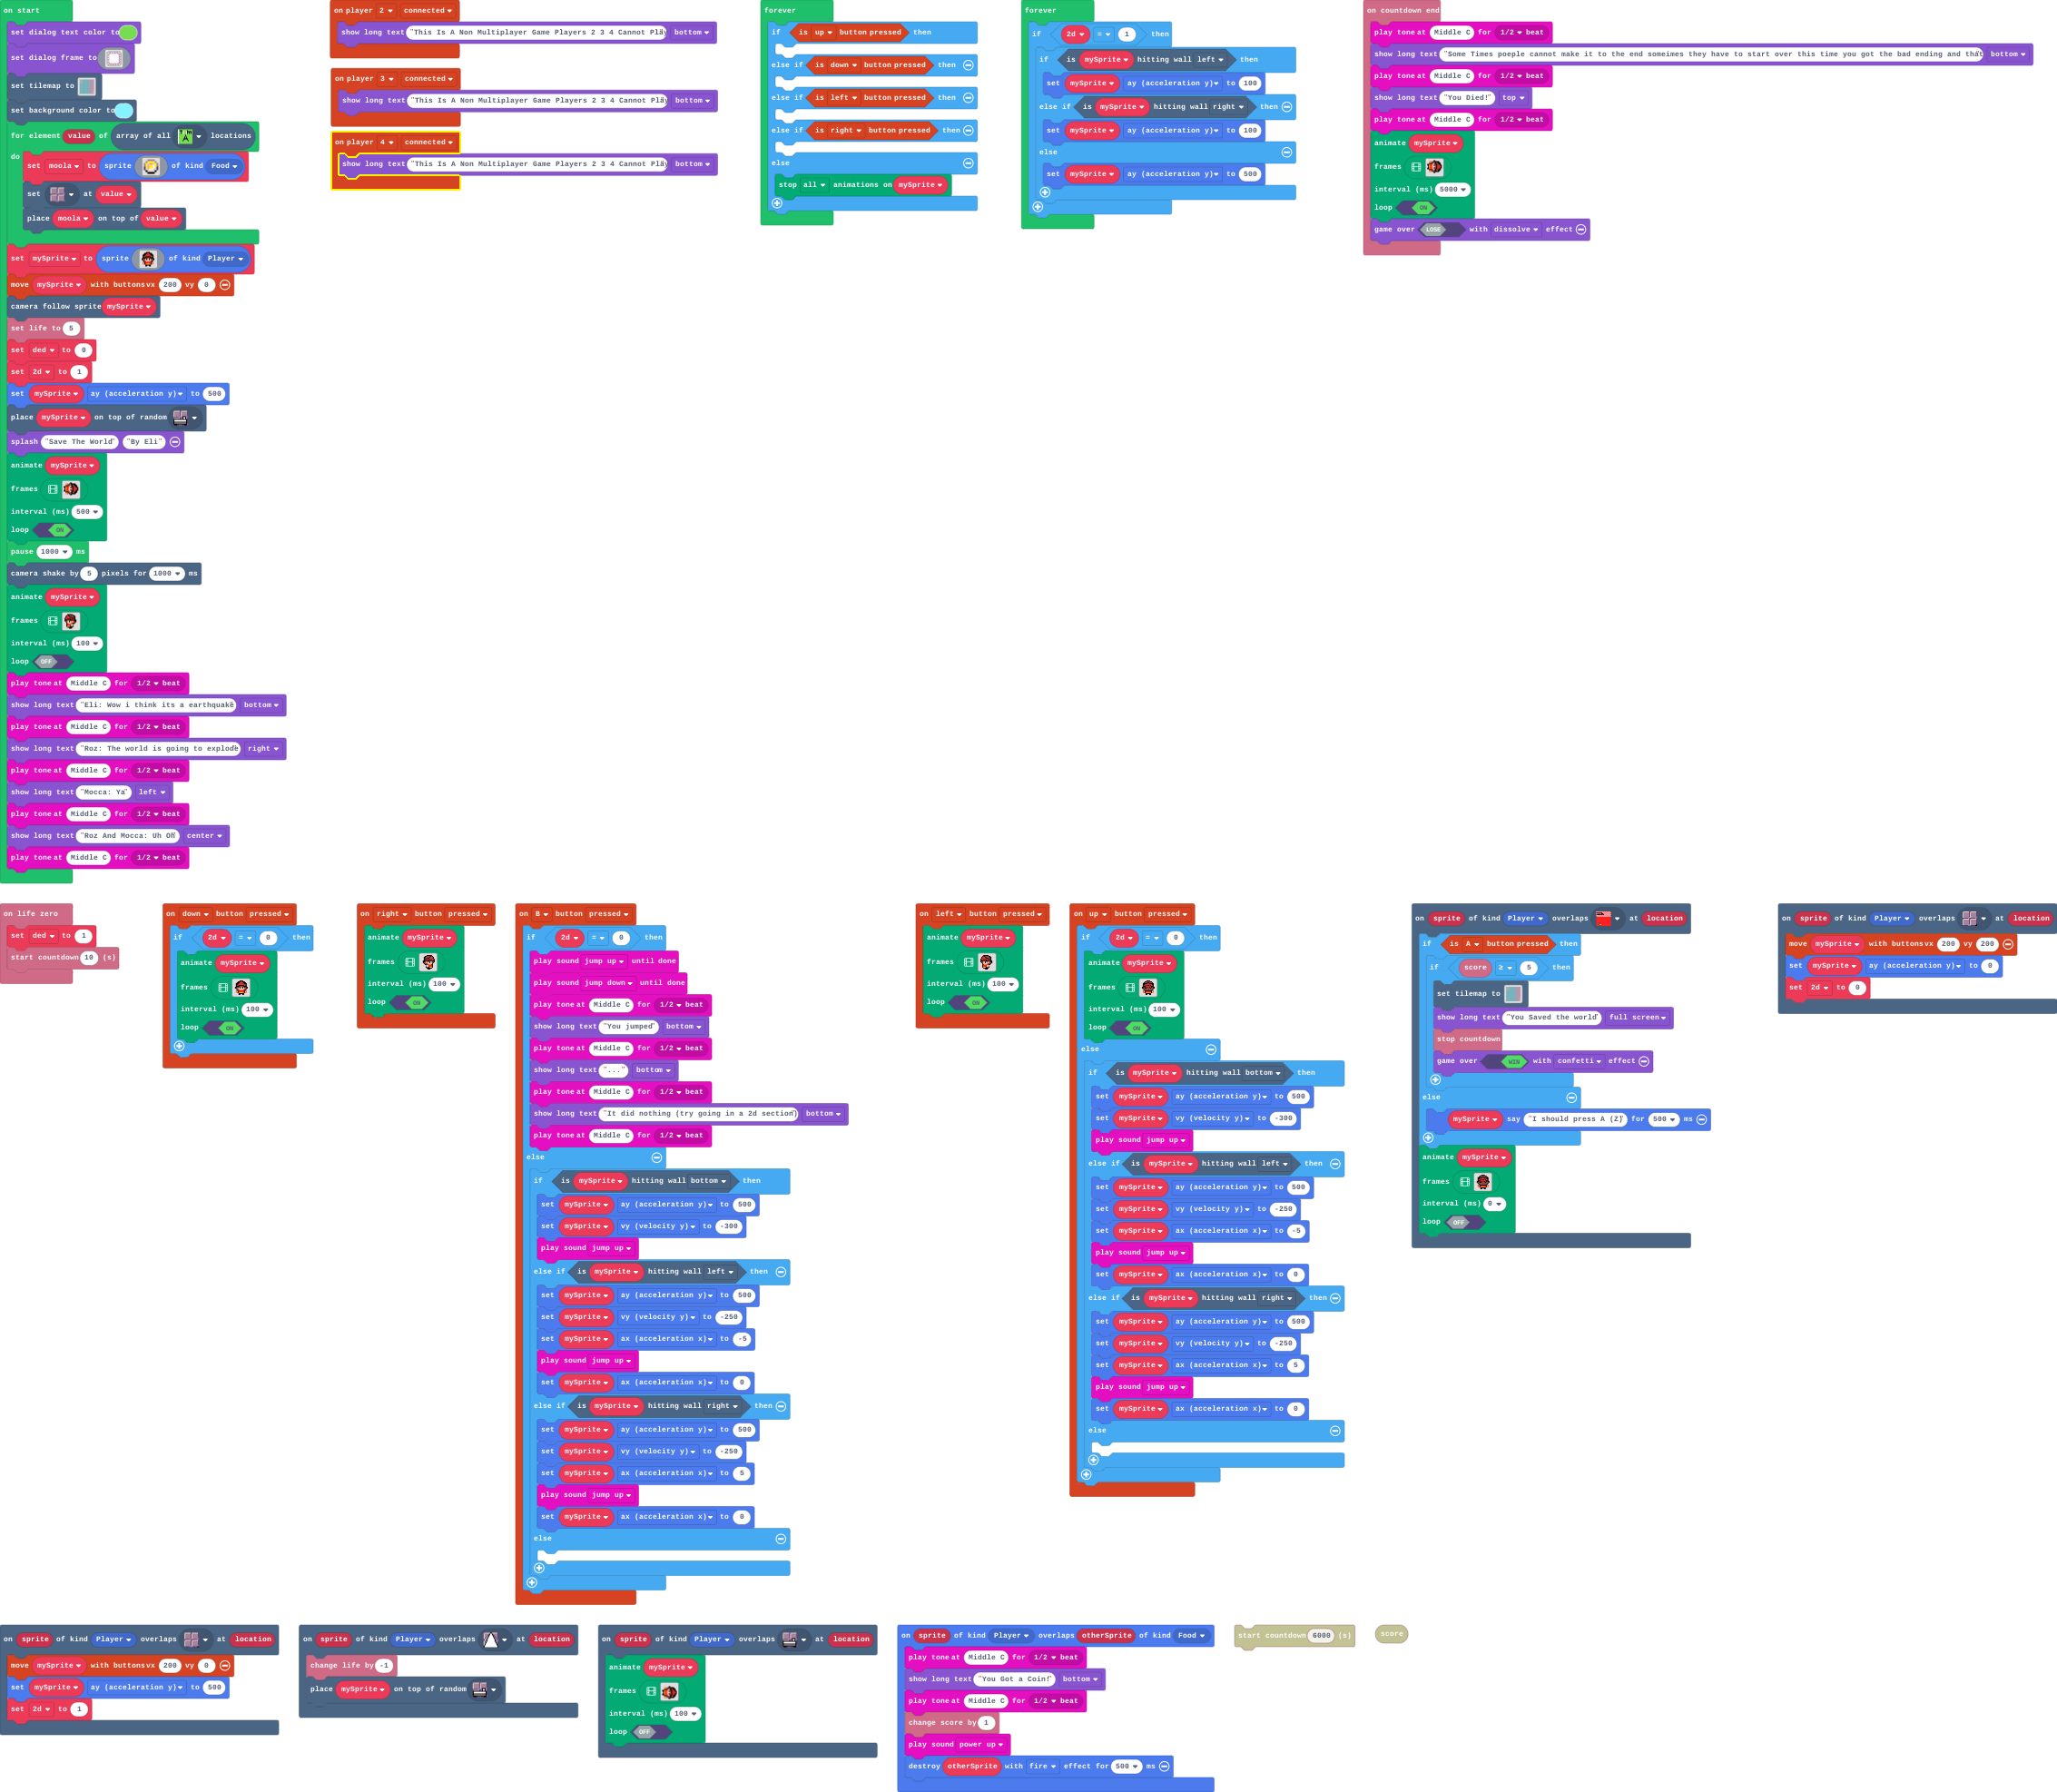 on start
set dialog text color to
set dialog frame to
set tilemap to
set background color to
for element value of array of all locations
do
set moola to sprite of kind Food
set at value
place moola on top of value
set mySprite to sprite of kind Player
move mySprite with buttons vx 200 vy 0
camera follow sprite mySprite
set life to 5
set ded to 0
set 2d to 1
set mySprite ay (acceleration y) to 500
place mySprite on top of random
splash "Save The World" "By Eli"
animate mySprite
frames
interval (ms) 500
loop ON
pause 1000 ms
camera shake by 5 pixels for 1000 ms
animate mySprite
frames
interval (ms) 100
loop OFF
play tone at Middle C for 1/2 beat
show long text "Eli: Wow i think its a earthquake" bottom
play tone at Middle C for 1/2 beat
show long text "Roz: The world is going to explode" right
play tone at Middle C for 1/2 beat
show long text "Mocca: Ya" left
play tone at Middle C for 1/2 beat
show long text "Roz And Mocca: Uh Oh" center
play tone at Middle C for 1/2 beat
on player 2 connected
show long text "This Is A Non Multiplayer Game Players 2 3 4 Cannot Play bottom
on player 3 connected
show long text "This Is A Non Multiplayer Game Players 2 3 4 Cannot Play bottom
on player 4 connected
show long text "This Is A Non Multiplayer Game Players 2 3 4 Cannot Play bottom
forever
if is up button pressed then
else if is down button pressed then
else if is left button pressed then
else if is right button pressed then
else
stop all animations on mySprite
forever
if 2d = 1 then
if is mySprite hitting wall left then
set mySprite ay (acceleration y) to 100
else if is mySprite hitting wall right then
set mySprite ay (acceleration y) to 100
else
set mySprite ay (acceleration y) to 500
on countdown end
play tone at Middle C for 1/2 beat
show long text "Some Times poeple cannot make it to the end someimes they have to start over this time you got the bad ending and that bottom
play tone at Middle C for 1/2 beat
show long text "You Died!" top
play tone at Middle C for 1/2 beat
animate mySprite
frames
interval (ms) 5000
loop ON
game over LOSE with dissolve effect
on life zero
set ded to 1
start countdown 10 (s)
on down button pressed
if 2d = 0 then
animate mySprite
frames
interval (ms) 100
loop ON
on right button pressed
animate mySprite
frames
interval (ms) 100
loop ON
on B button pressed
if 2d = 0 then
play sound jump up until done
play sound jump down until done
play tone at Middle C for 1/2 beat
show long text "You jumped" bottom
play tone at Middle C for 1/2 beat
show long text "..." bottom
play tone at Middle C for 1/2 beat
show long text "It did nothing (try going in a 2d section)" bottom
play tone at Middle C for 1/2 beat
else
if is mySprite hitting wall bottom then
set mySprite ay (acceleration y) to 500
set mySprite vy (velocity y) to -300
play sound jump up
else if is mySprite hitting wall left then
set mySprite ay (acceleration y) to 500
set mySprite vy (velocity y) to -250
set mySprite ax (acceleration x) to -5
play sound jump up
set mySprite ax (acceleration x) to 0
else if is mySprite hitting wall right then
set mySprite ay (acceleration y) to 500
set mySprite vy (velocity y) to -250
set mySprite ax (acceleration x) to 5
play sound jump up
set mySprite ax (acceleration x) to 0
else
on left button pressed
animate mySprite
frames
interval (ms) 100
loop ON
on up button pressed
if 2d = 0 then
animate mySprite
frames
interval (ms) 100
loop ON
else
if is mySprite hitting wall bottom then
set mySprite ay (acceleration y) to 500
set mySprite vy (velocity y) to -300
play sound jump up
else if is mySprite hitting wall left then
set mySprite ay (acceleration y) to 500
set mySprite vy (velocity y) to -250
set mySprite ax (acceleration x) to -5
play sound jump up
set mySprite ax (acceleration x) to 0
else if is mySprite hitting wall right then
set mySprite ay (acceleration y) to 500
set mySprite vy (velocity y) to -250
set mySprite ax (acceleration x) to 5
play sound jump up
set mySprite ax (acceleration x) to 0
else
on sprite of kind Player overlaps at location
if is A button pressed then
if score ≥ 5 then
set tilemap to
show long text "You Saved the world" full screen
stop countdown
game over WIN with confetti effect
else
mySprite say "I should press A (Z)" for 500 ms
animate mySprite
frames
interval (ms) 0
loop OFF
on sprite of kind Player overlaps at location
move mySprite with buttons vx 200 vy 200
set mySprite ay (acceleration y) to 0
set 2d to 0
on sprite of kind Player overlaps at location
move mySprite with buttons vx 200 vy 0
set mySprite ay (acceleration y) to 500
set 2d to 1
on sprite of kind Player overlaps at location
change life by -1
place mySprite on top of random
on sprite of kind Player overlaps at location
animate mySprite
frames
interval (ms) 100
loop OFF
on sprite of kind Player overlaps otherSprite of kind Food
play tone at Middle C for 1/2 beat
show long text "You Got a Coin!" bottom
play tone at Middle C for 1/2 beat
change score by 1
play sound power up
destroy otherSprite with fire effect for 500 ms
start countdown 6000 (s)
score